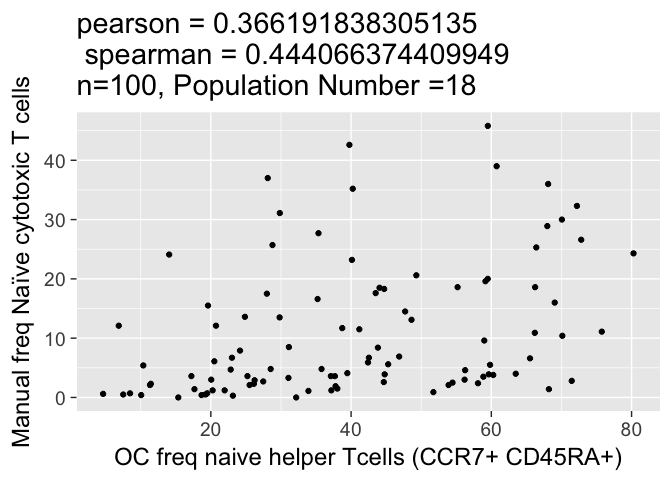 pearson = 0.366191838305135
spearman = 0.444066374409949
n=100, Population Number =18
Manual freq Naïve cytotoxic T cells
40
30
20
10
0
20 40 60 80
OC freq naive helper Tcells (CCR7+ CD45RA+)